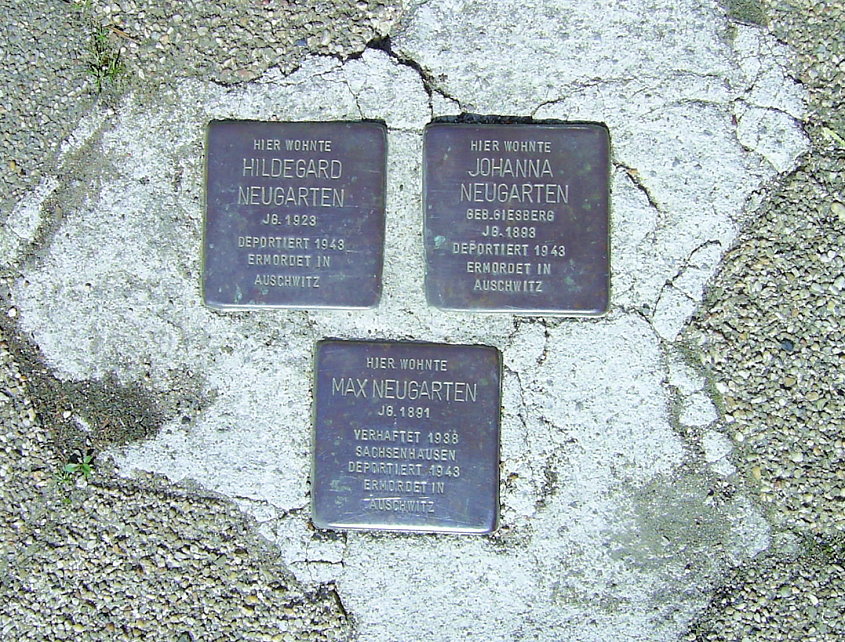 HIER WOHNTE
HILDEGARD
NEUGARTEN
JG. 1923
DEPORTIERT 1943
ERMORDET IN
AUSCHWITZ
HIER WOHNTE
JOHANNA
NEUGARTEN
GEB. GIESBERG
JG. 1893
DEPORTIERT 1943
ERMORDET IN
AUSCHWITZ
HIER WOHNTE
MAX NEUGARTEN
JG. 1891
VERHAFTET 1938
SACHSENHAUSEN
DEPORTIERT 1943
ERMORDET IN
AUSCHWITZ